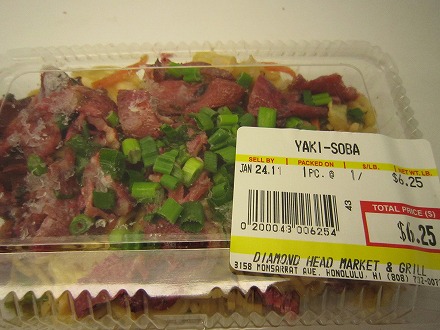 YAKI-SOBA
SELL BY PACKED ON $/LB. NET WT. LB.
JAN 24.11 1PC. @ 1/ $6.25
43
TOTAL PRICE ($)
$6.25
0 200043 006254
DIAMOND HEAD MARKET & GRILL
3158 MONSARRAT AVE. HONOLULU, HI (808)